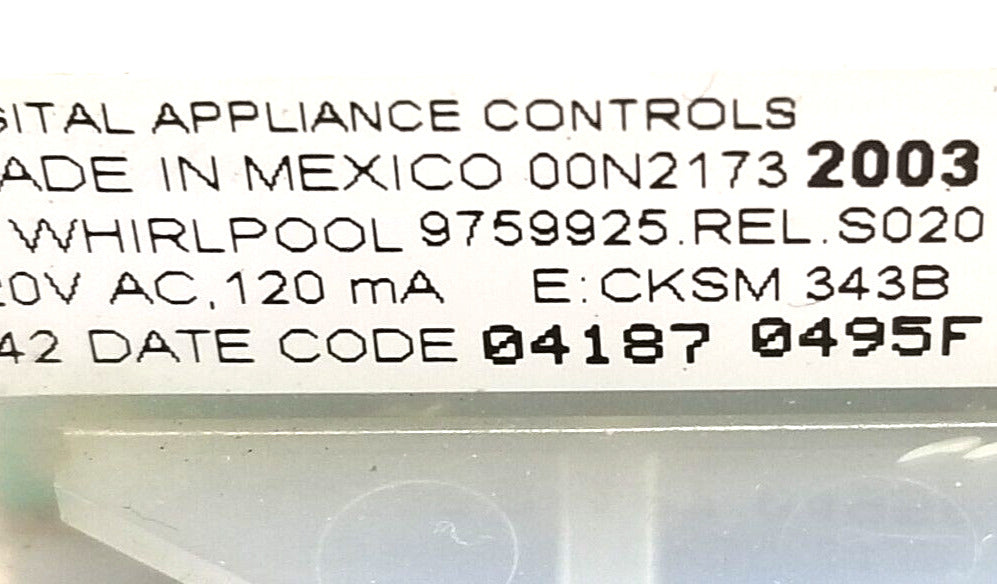 GITAL APPLIANCE CONTROLS
ADE IN MEXICO 00N2173 2003
WHIRLPOOL 9759925.REL.S020
0V AC,120 mA E:CKSM 343B
42 DATE CODE 04187 0495F